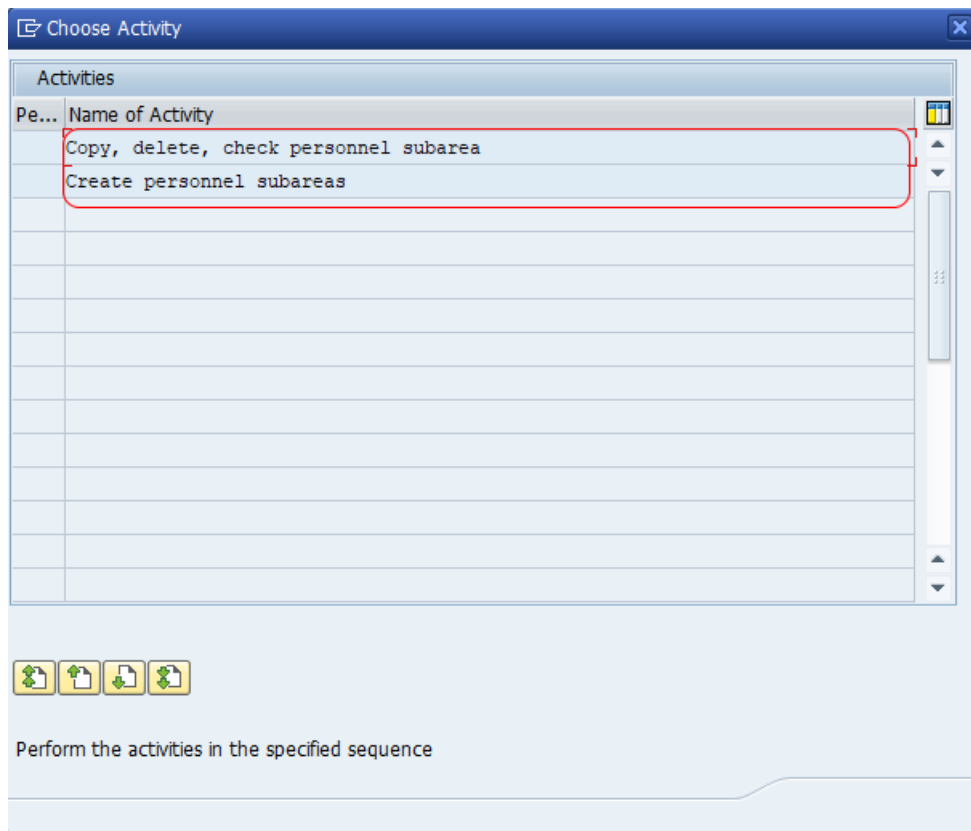 Choose Activity
Activities
Pe... Name of Activity
Copy, delete, check personnel subarea
Create personnel subareas
Perform the activities in the specified sequence